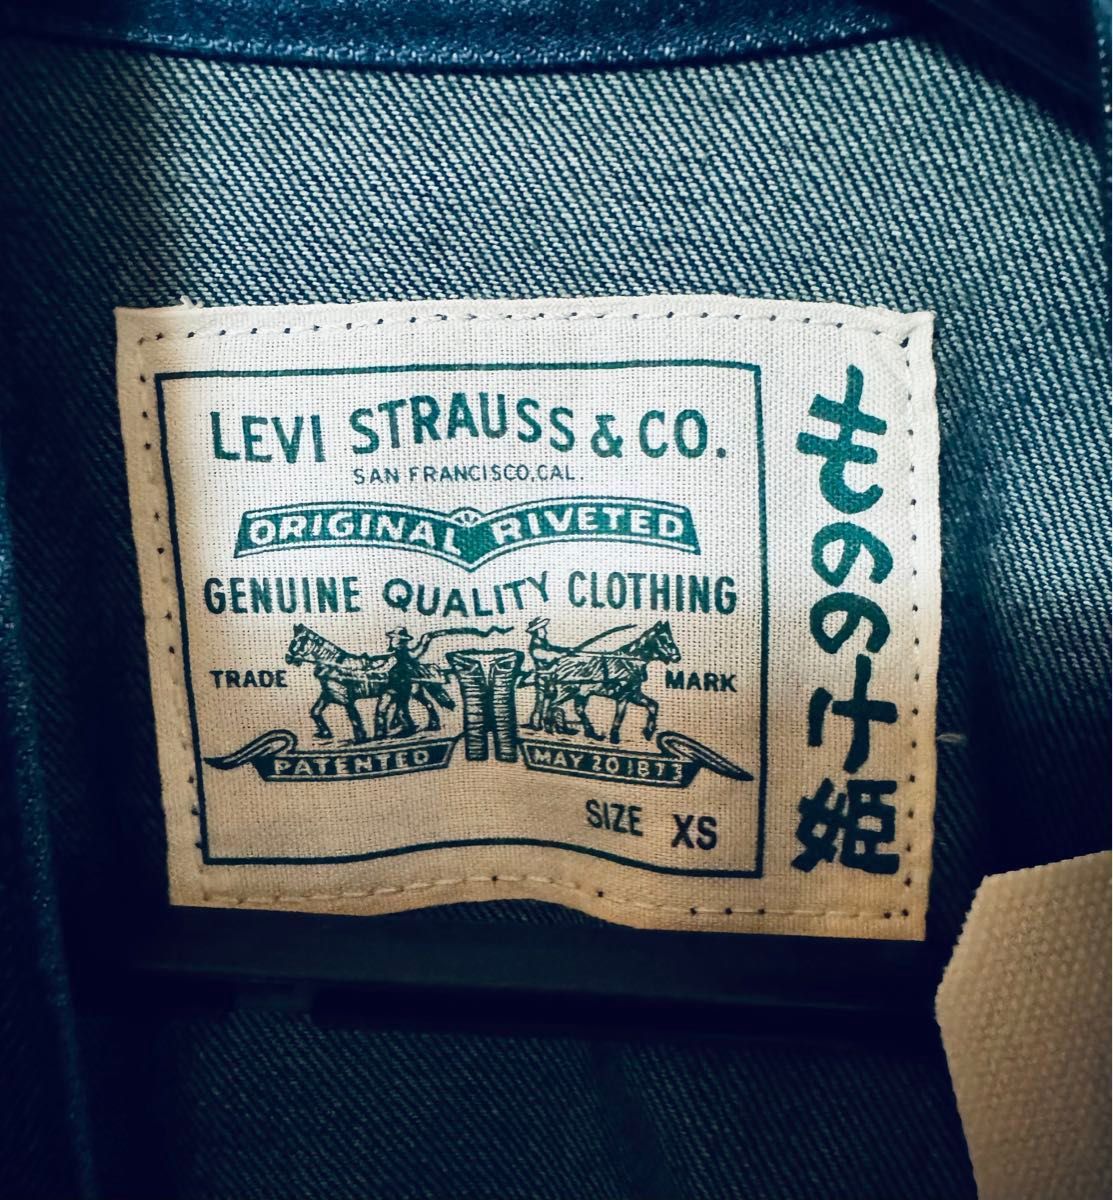 LEVI STRAUSS & CO.
SAN FRANCISCO, CAL.
ORIGINAL RIVETED
GENUINE QUALITY CLOTHING
TRADE MARK
PATENTED MAY 20 1873
SIZE XS
もののけ姫